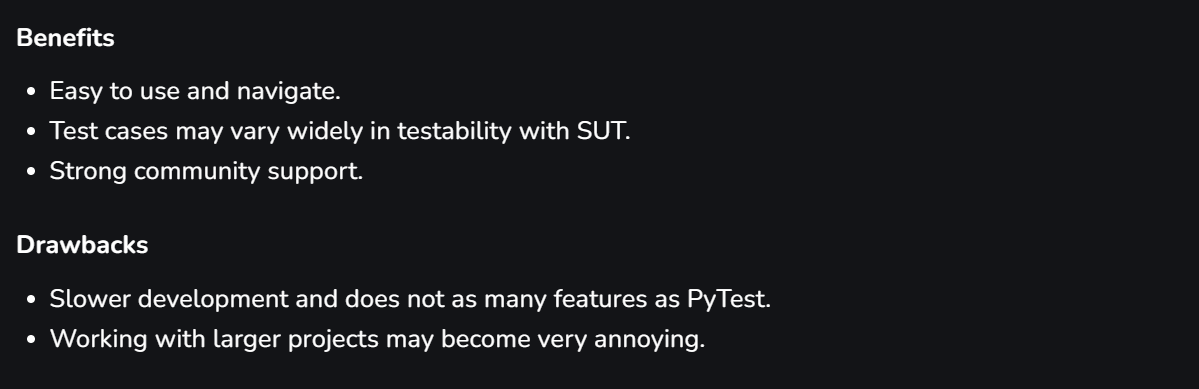 Benefits
• Easy to use and navigate.
• Test cases may vary widely in testability with SUT.
• Strong community support.
Drawbacks
• Slower development and does not as many features as PyTest.
• Working with larger projects may become very annoying.